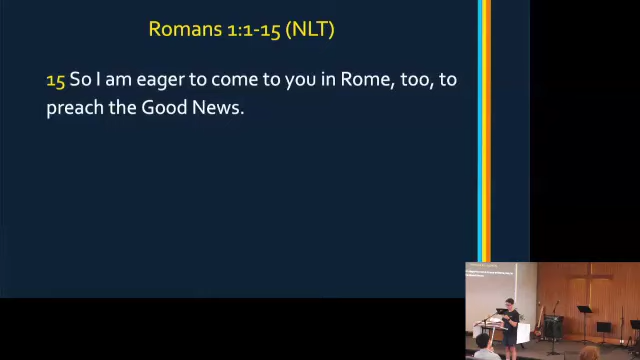 Romans 1:1-15 (NLT)
15 So I am eager to come to you in Rome, too, to
preach the Good News.